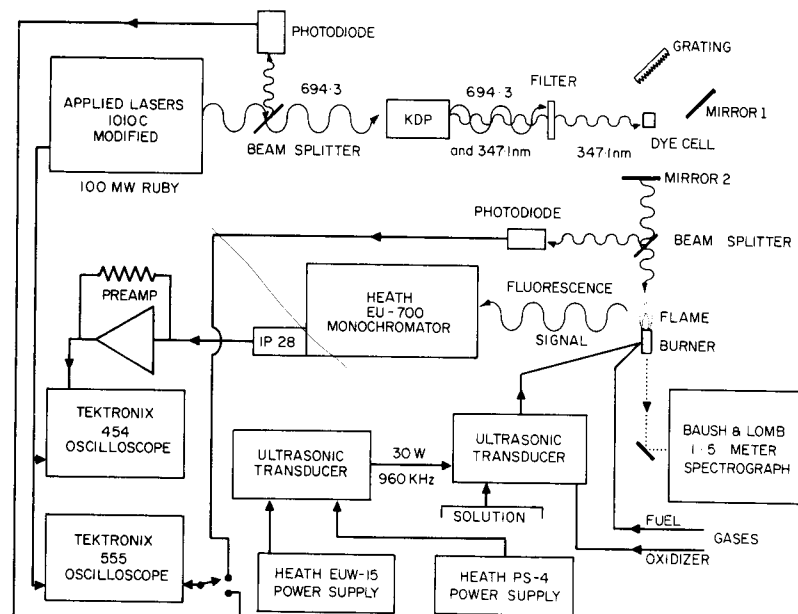 PHOTODIODE
GRATING
APPLIED LASERS
1010C
MODIFIED
694·3
694·3
FILTER
KDP
MIRROR 1
BEAM SPLITTER
and 347·1nm
347·1nm
DYE CELL
100 MW RUBY
MIRROR 2
PHOTODIODE
BEAM SPLITTER
PREAMP
HEATH
EU-700
MONOCHROMATOR
FLUORESCENCE
SIGNAL
FLAME
BURNER
IP 28
TEKTRONIX
454
OSCILLOSCOPE
ULTRASONIC
TRANSDUCER
30 W
960 KHz
ULTRASONIC
TRANSDUCER
BAUSH & LOMB
1·5 METER
SPECTROGRAPH
SOLUTION
FUEL
GASES
OXIDIZER
TEKTRONIX
555
OSCILLOSCOPE
HEATH EUW-15
POWER SUPPLY
HEATH PS-4
POWER SUPPLY